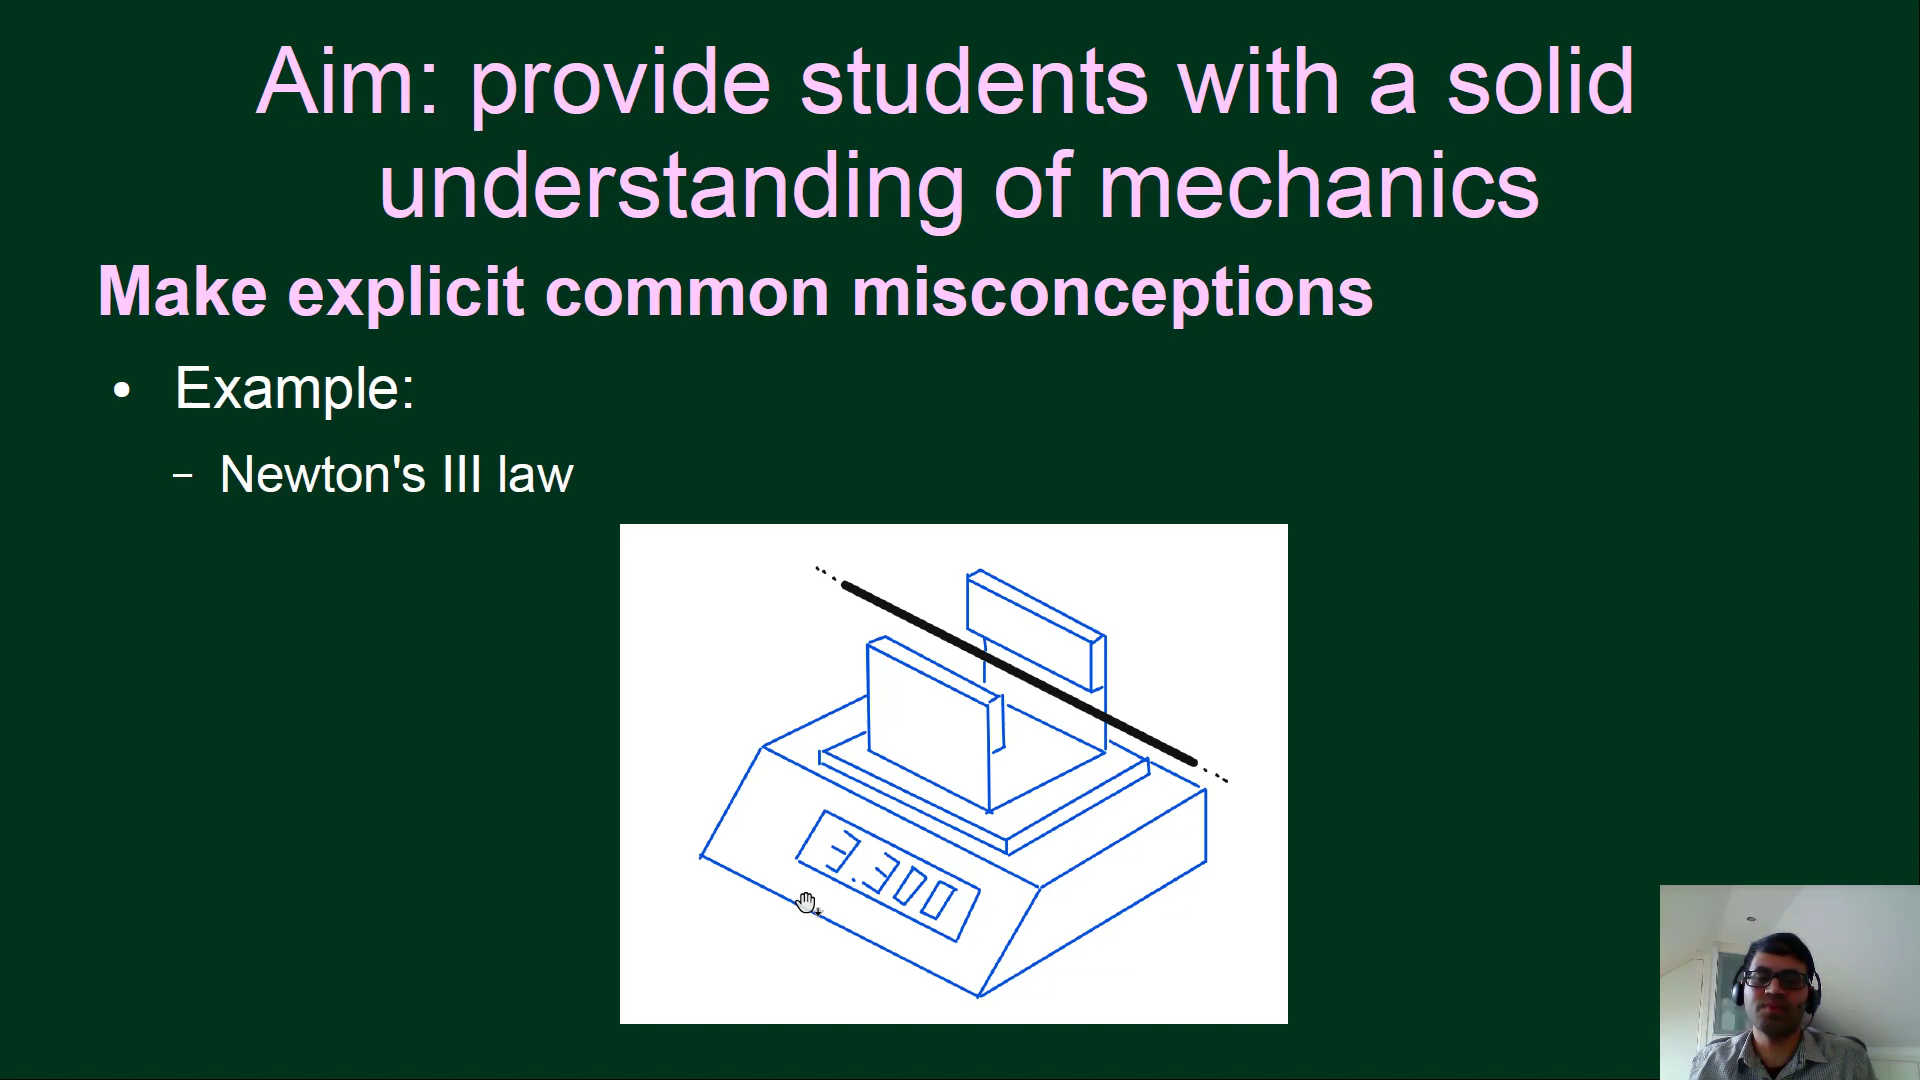 Aim: provide students with a solid
understanding of mechanics
Make explicit common misconceptions
• Example:
– Newton's III law
3.300